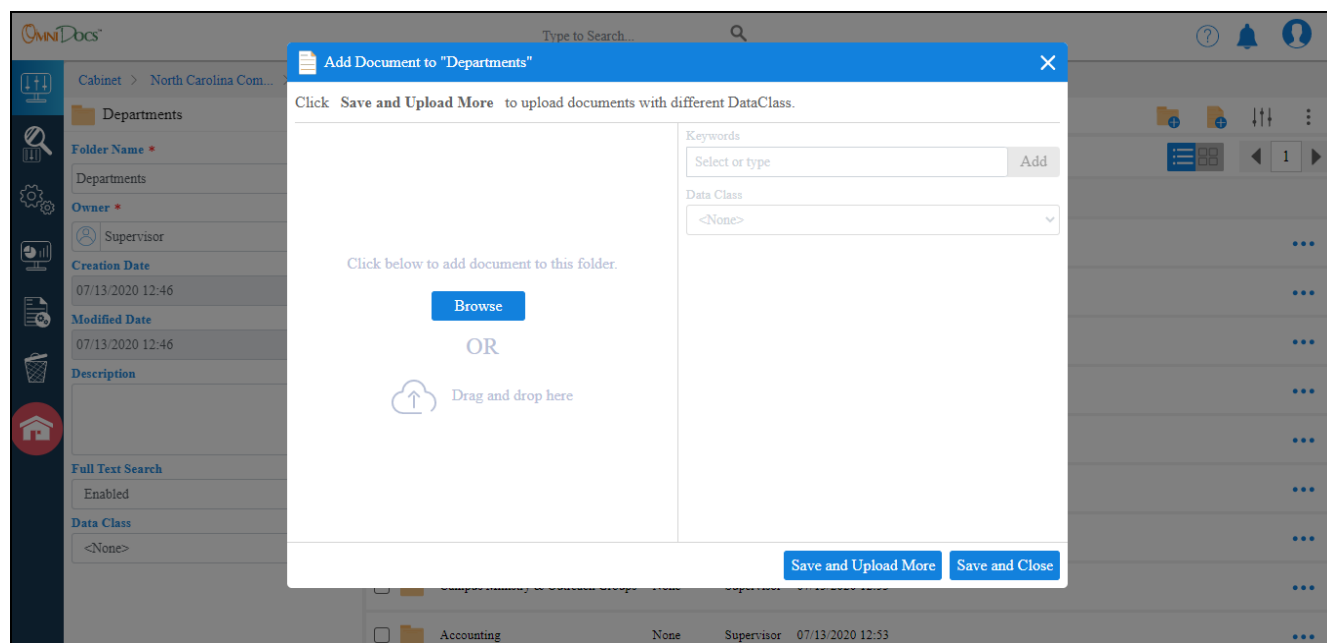 OmniDocs
Type to Search...
?
Cabinet > North Carolina Com...
Departments
Folder Name *
Departments
Owner *
Supervisor
Creation Date
07/13/2020 12:46
Modified Date
07/13/2020 12:46
Description
Full Text Search
Enabled
Data Class
<None>
Add Document to "Departments"
Click Save and Upload More to upload documents with different DataClass.
Click below to add document to this folder.
Browse
OR
Drag and drop here
Keywords
Select or type
Add
Data Class
<None>
Save and Upload More
Save and Close
1
Campus Ministry & Outreach Groups None Supervisor 07/13/2020 12:53
Accounting None Supervisor 07/13/2020 12:53